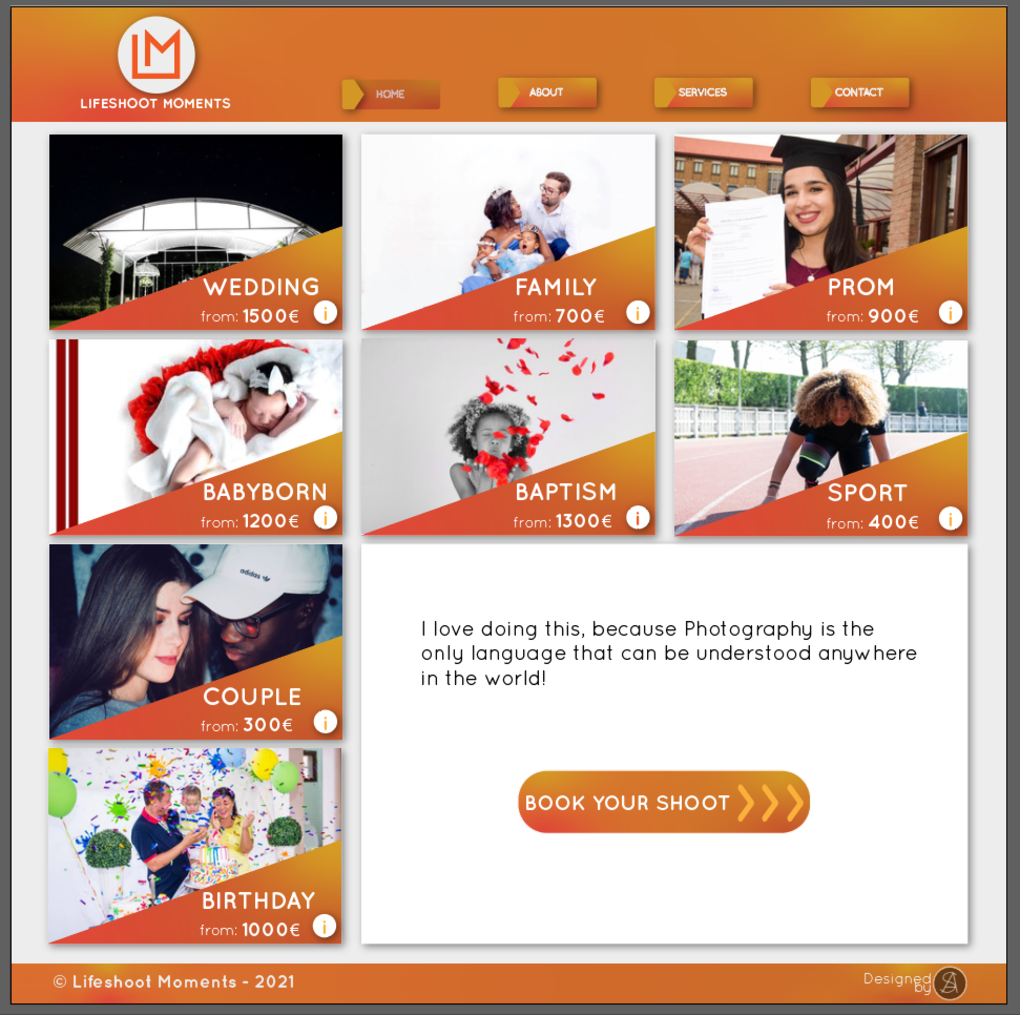 LM
LIFESHOOT MOMENTS
HOME
ABOUT
SERVICES
CONTACT
WEDDING
from: 1500€
i
FAMILY
from: 700€
i
PROM
from: 900€
i
BABYBORN
from: 1200€
i
BAPTISM
from: 1300€
i
SPORT
from: 400€
i
adidas
COUPLE
from: 300€
i
I love doing this, because Photography is the
only language that can be understood anywhere
in the world!
BOOK YOUR SHOOT
BIRTHDAY
from: 1000€
i
© Lifeshoot Moments - 2021
Designed
by